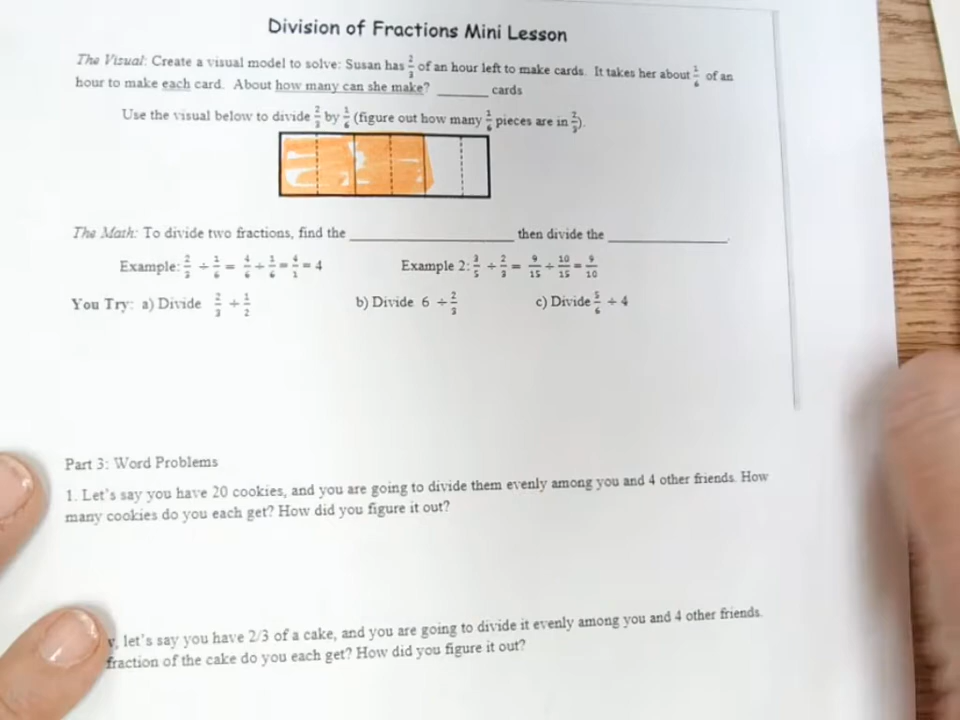 Division of Fractions Mini Lesson
The Visual: Create a visual model to solve: Susan has 2/3 of an hour left to make cards. It takes her about 1/6 of an
hour to make each card. About how many can she make? ______ cards
Use the visual below to divide 2/3 by 1/6 (figure out how many 1/6 pieces are in 2/3).
The Math: To divide two fractions, find the ____________________ then divide the ______________.
Example: 2/3 ÷ 1/6 = 4/6 ÷ 1/6 = 4/1 = 4 Example 2: 3/5 ÷ 2/3 = 9/15 ÷ 10/15 = 9/10
You Try: a) Divide 2/3 ÷ 1/2 b) Divide 6 ÷ 2/3 c) Divide 5/6 ÷ 4
Part 3: Word Problems
1. Let's say you have 20 cookies, and you are going to divide them evenly among you and 4 other friends. How
many cookies do you each get? How did you figure it out?
let's say you have 2/3 of a cake, and you are going to divide it evenly among you and 4 other friends.
fraction of the cake do you each get? How did you figure it out?